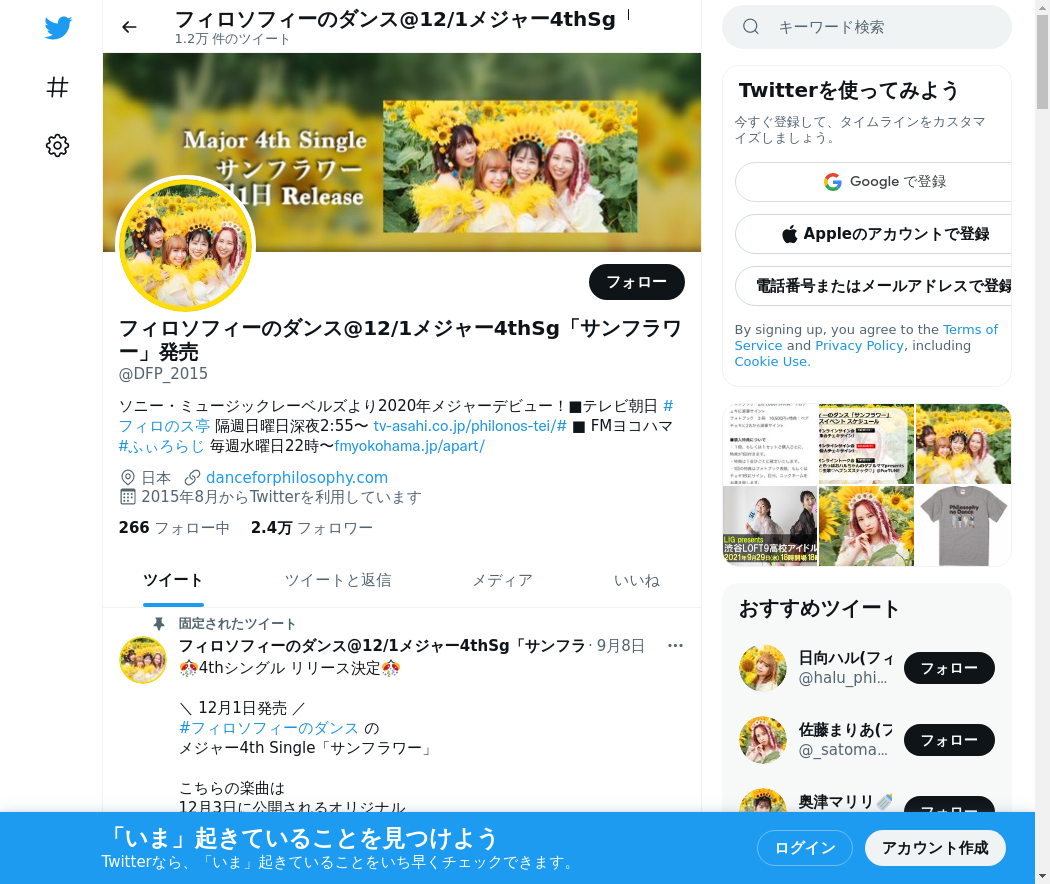 フィロソフィーのダンス@12/1メジャー4thSg
1.2万 件のツイート
Major 4th Single
サンフラワー
1日 Release
フォロー
フィロソフィーのダンス@12/1メジャー4thSg「サンフラワ
ー」発売
@DFP_2015
ソニー・ミュージックレーベルズより2020年メジャーデビュー！■テレビ朝日 #
フィロのス亭 隔週日曜日深夜2:55〜 tv-asahi.co.jp/philonos-tei/# ■ FMヨコハマ
#ふぃろらじ 毎週水曜日22時〜fmyokohama.jp/apart/
日本 danceforphilosophy.com
2015年8月からTwitterを利用しています
266 フォロー中 2.4万 フォロワー
ツイート ツイートと返信 メディア いいね
固定されたツイート
フィロソフィーのダンス@12/1メジャー4thSg「サンフラ · 9月8日
4thシングル リリース決定
＼ 12月1日発売 ／
#フィロソフィーのダンス の
メジャー4th Single「サンフラワー」
こちらの楽曲は
12月3日に公開されるオリジナル
キーワード検索
Twitterを使ってみよう
今すぐ登録して、タイムラインをカスタマ
イズしましょう。
Google で登録
Appleのアカウントで登録
電話番号またはメールアドレスで登録
By signing up, you agree to the Terms of
Service and Privacy Policy, including
Cookie Use.
LIG presents
渋谷LOFT9高校アイドル
Philosophy
no Dance
おすすめツイート
日向ハル(フィ
@halu_phi...
フォロー
佐藤まりあ(フ
@_satoma...
フォロー
奥津マリリ
フォロー
「いま」起きていることを見つけよう
Twitterなら、「いま」起きていることをいち早くチェックできます。
ログイン
アカウント作成